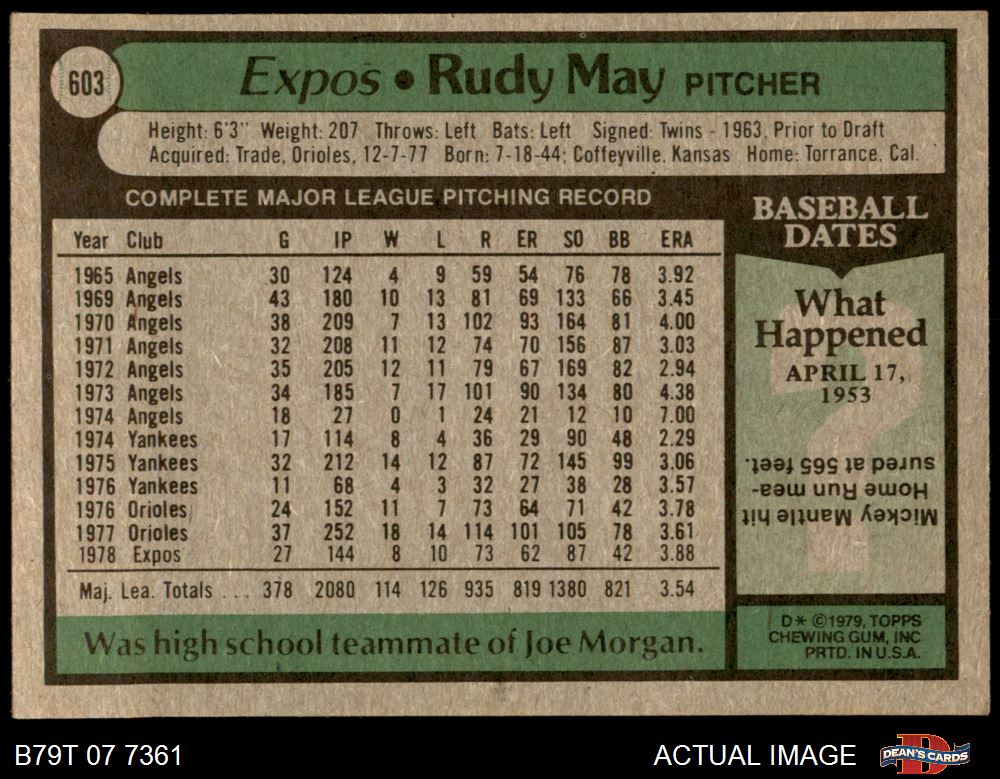 603
Expos • Rudy May PITCHER
Height: 6'3" Weight: 207 Throws: Left Bats: Left Signed: Twins - 1963, Prior to Draft
Acquired: Trade, Orioles, 12-7-77 Born: 7-18-44; Coffeyville, Kansas Home: Torrance, Cal.
COMPLETE MAJOR LEAGUE PITCHING RECORD
Year Club G IP W L R ER SO BB ERA
1965 Angels 30 124 4 9 59 54 76 78 3.92
1969 Angels 43 180 10 13 81 69 133 66 3.45
1970 Angels 38 209 7 13 102 93 164 81 4.00
1971 Angels 32 208 11 12 74 70 156 87 3.03
1972 Angels 35 205 12 11 79 67 169 82 2.94
1973 Angels 34 185 7 17 101 90 134 80 4.38
1974 Angels 18 27 0 1 24 21 12 10 7.00
1974 Yankees 17 114 8 4 36 29 90 48 2.29
1975 Yankees 32 212 14 12 87 72 145 99 3.06
1976 Yankees 11 68 4 3 32 27 38 28 3.57
1976 Orioles 24 152 11 7 73 64 71 42 3.78
1977 Orioles 37 252 18 14 114 101 105 78 3.61
1978 Expos 27 144 8 10 73 62 87 42 3.88
Maj. Lea. Totals . . . 378 2080 114 126 935 819 1380 821 3.54
Was high school teammate of Joe Morgan.
BASEBALL
DATES
What
Happened
APRIL 17,
1953
?
Mickey Mantle hit
Home Run mea-
sured at 565 feet.
D* ©1979, TOPPS
CHEWING GUM, INC
PRTD. IN U.S.A.
B79T 07 7361
ACTUAL IMAGE
D
DEAN'S CARDS